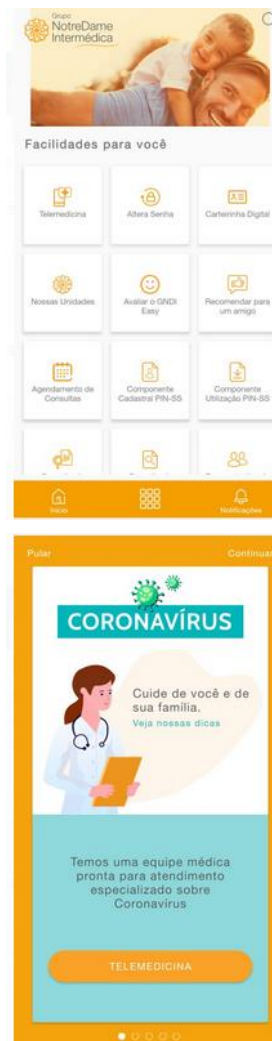 Grupo
NotreDame
Intermédica
Facilidades para você
Telemedicina
Altera Senha
Carteirinha Digital
Nossas Unidades
Avaliar o GNDI
Easy
Recomendar para
um amigo
Agendamento de
Consultas
Componente
Cadastral PIN-SS
Componente
Utilização PIN-SS
Início
Notificações
Pular
Continuar
CORONAVÍRUS
Cuide de você e de
sua família.
Veja nossas dicas
Temos uma equipe médica
pronta para atendimento
especializado sobre
Coronavírus
TELEMEDICINA